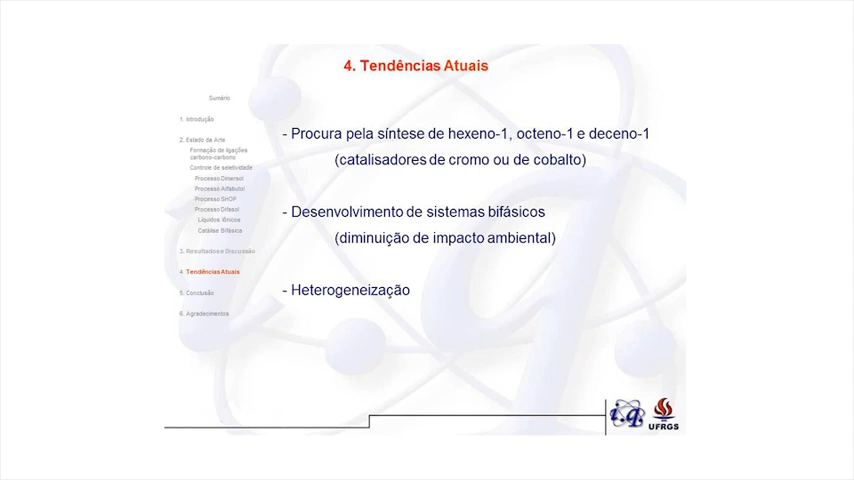 4. Tendências Atuais
Sumário
1. Introdução
2. Estado da Arte
Formação de ligações
carbono-carbono
Controle de seletividade
Processo Dimersol
Processo Alfabutol
Processo SHOP
Processo Difasol
Líquidos Iônicos
Catálise Bifásica
3. Resultados e Discussão
4. Tendências Atuais
5. Conclusão
6. Agradecimentos
- Procura pela síntese de hexeno-1, octeno-1 e deceno-1
(catalisadores de cromo ou de cobalto)
- Desenvolvimento de sistemas bifásicos
(diminuição de impacto ambiental)
- Heterogeneização
i.q.
UFRGS